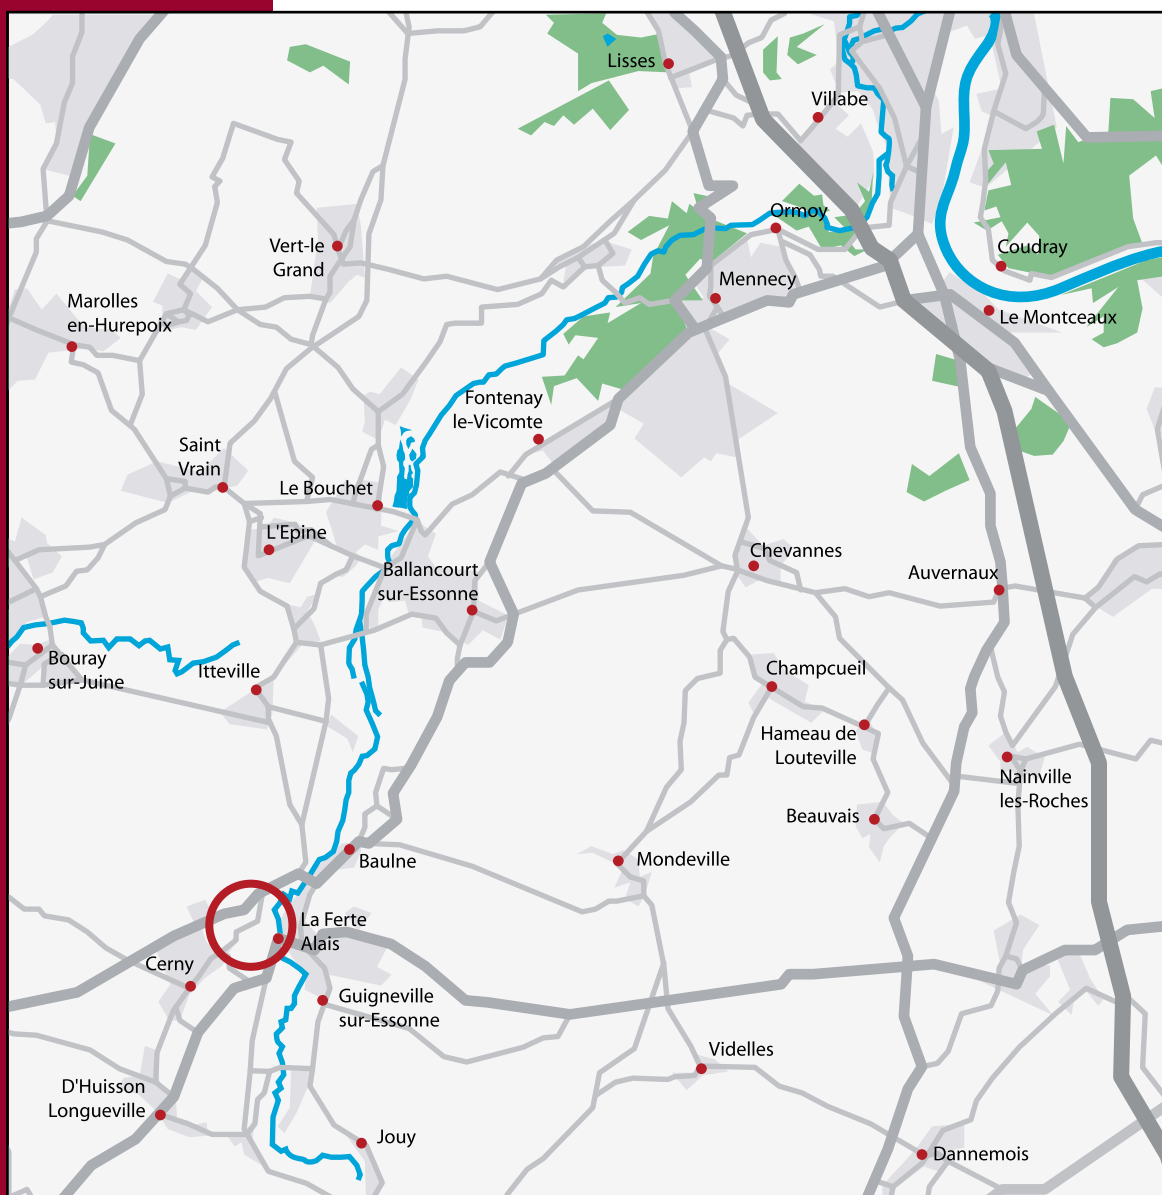 Lisses
Villabe
Ormoy
Vert-le
Grand
Coudray
Mennecy
Marolles
en-Hurepoix
Le Montceaux
Fontenay
le-Vicomte
Saint
Vrain
Le Bouchet
L'Epine
Chevannes
Ballancourt
sur-Essonne
Auvernaux
Bouray
sur-Juine
Itteville
Champcueil
Hameau de
Louteville
Nainville
les-Roches
Beauvais
Baulne
Mondeville
La Ferte
Alais
Cerny
Guigneville
sur-Essonne
Videlles
D'Huisson
Longueville
Jouy
Dannemois